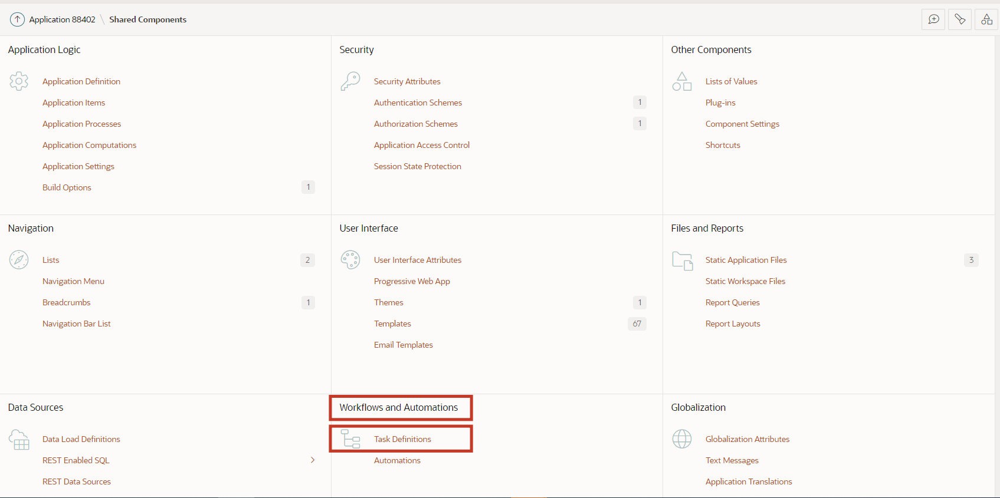 Application 88402 \ Shared Components
Application Logic
Application Definition
Application Items
Application Processes
Application Computations
Application Settings
Build Options 1
Security
Security Attributes
Authentication Schemes 1
Authorization Schemes 1
Application Access Control
Session State Protection
Other Components
Lists of Values
Plug-ins
Component Settings
Shortcuts
Navigation
Lists 2
Navigation Menu
Breadcrumbs 1
Navigation Bar List
User Interface
User Interface Attributes
Progressive Web App
Themes 1
Templates 67
Email Templates
Files and Reports
Static Application Files 3
Static Workspace Files
Report Queries
Report Layouts
Data Sources
Data Load Definitions
REST Enabled SQL
REST Data Sources
Workflows and Automations
Task Definitions
Automations
Globalization
Globalization Attributes
Text Messages
Application Translations